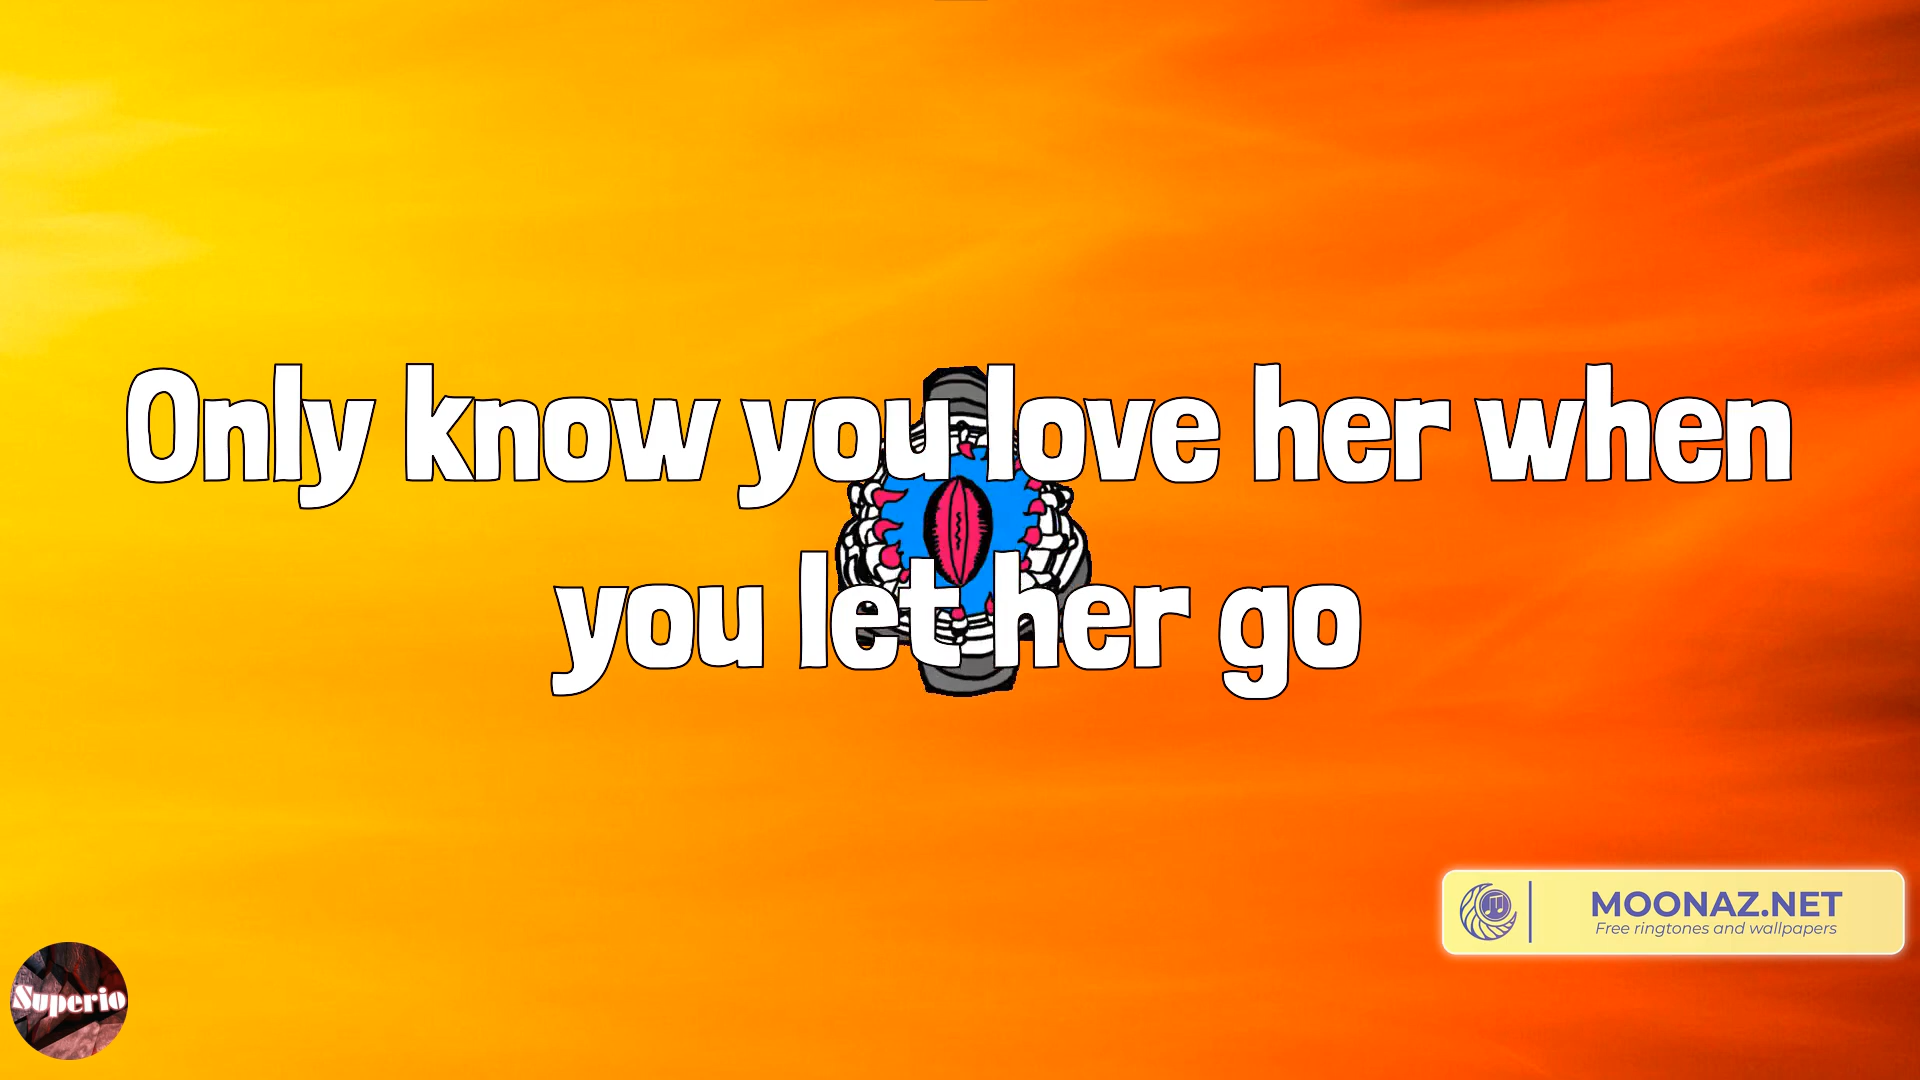 Only know you love her when
you let her go
MOONAZ.NET
Free ringtones and wallpapers
Superio